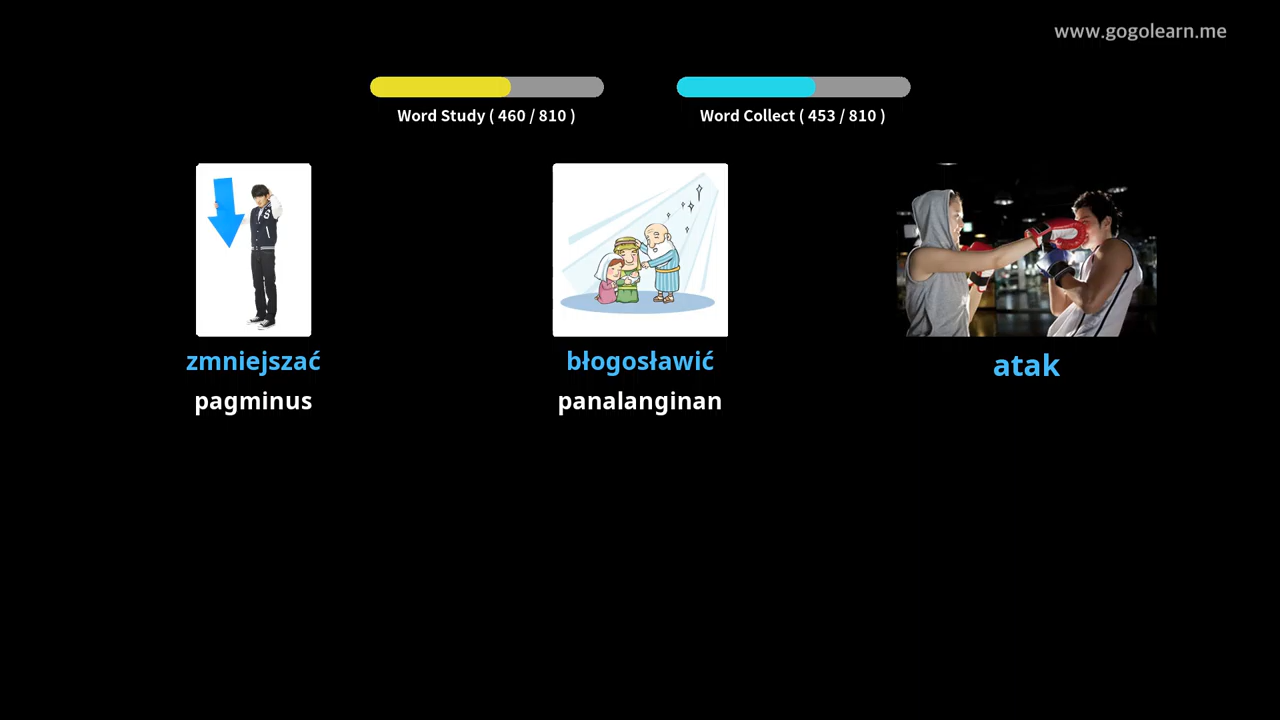 www.gogolearn.me
Word Study ( 460 / 810 )
Word Collect ( 453 / 810 )
zmniejszać
pagminus
błogosławić
panalanginan
atak